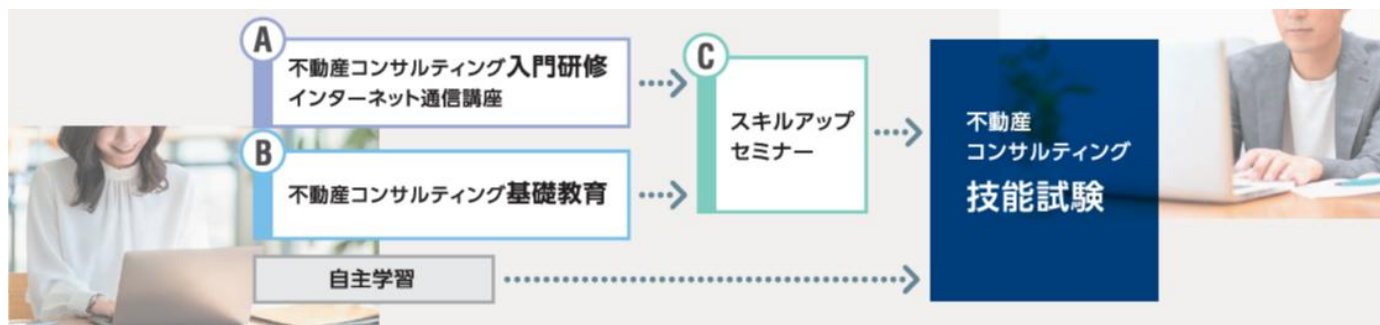 A
不動産コンサルティング入門研修
インターネット通信講座
B
不動産コンサルティング基礎教育
自主学習
C
スキルアップ
セミナー
不動産
コンサルティング
技能試験